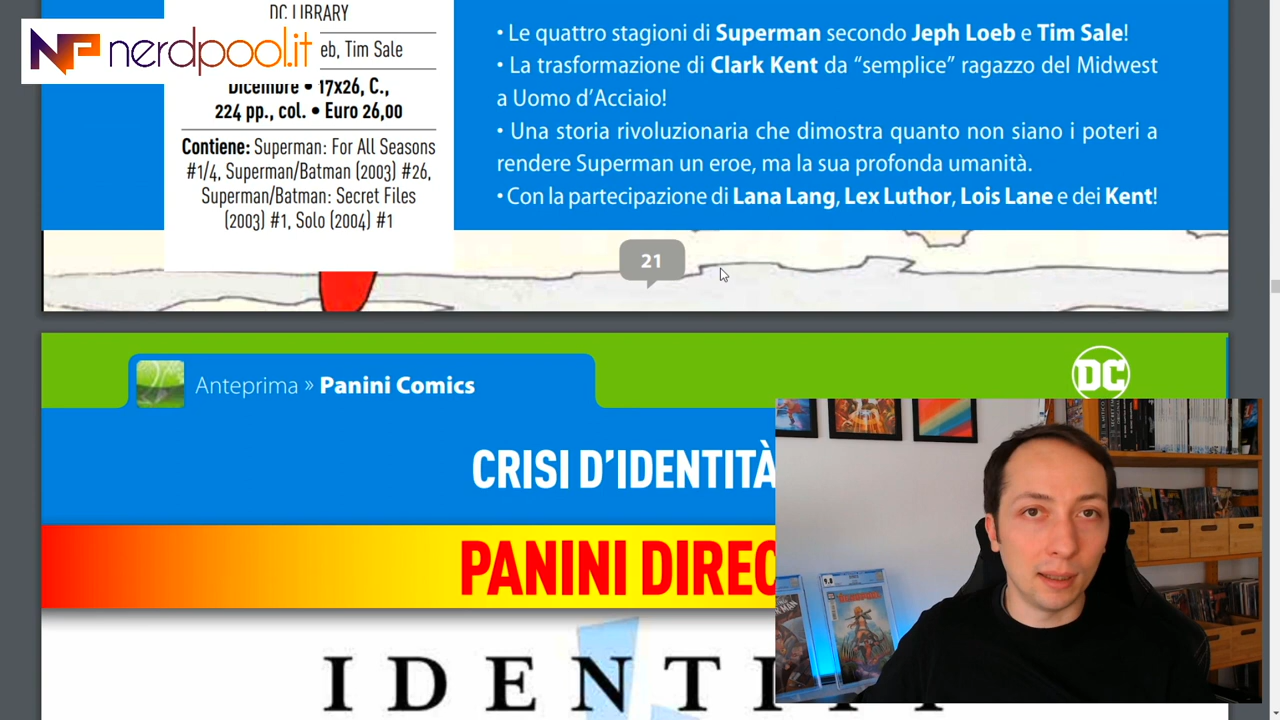 DC LIBRARY
nerdpool.it
eb, Tim Sale
Dicembre • 17x26, C.,
224 pp., col. • Euro 26,00
Contiene: Superman: For All Seasons
#1/4, Superman/Batman (2003) #26,
Superman/Batman: Secret Files
(2003) #1, Solo (2004) #1
• Le quattro stagioni di Superman secondo Jeph Loeb e Tim Sale!
• La trasformazione di Clark Kent da “semplice” ragazzo del Midwest
a Uomo d’Acciaio!
• Una storia rivoluzionaria che dimostra quanto non siano i poteri a
rendere Superman un eroe, ma la sua profonda umanità.
• Con la partecipazione di Lana Lang, Lex Luthor, Lois Lane e dei Kent!
21
Anteprima » Panini Comics
DC
CRISI D’IDENTITÀ
PANINI DIREC
IDENTITY